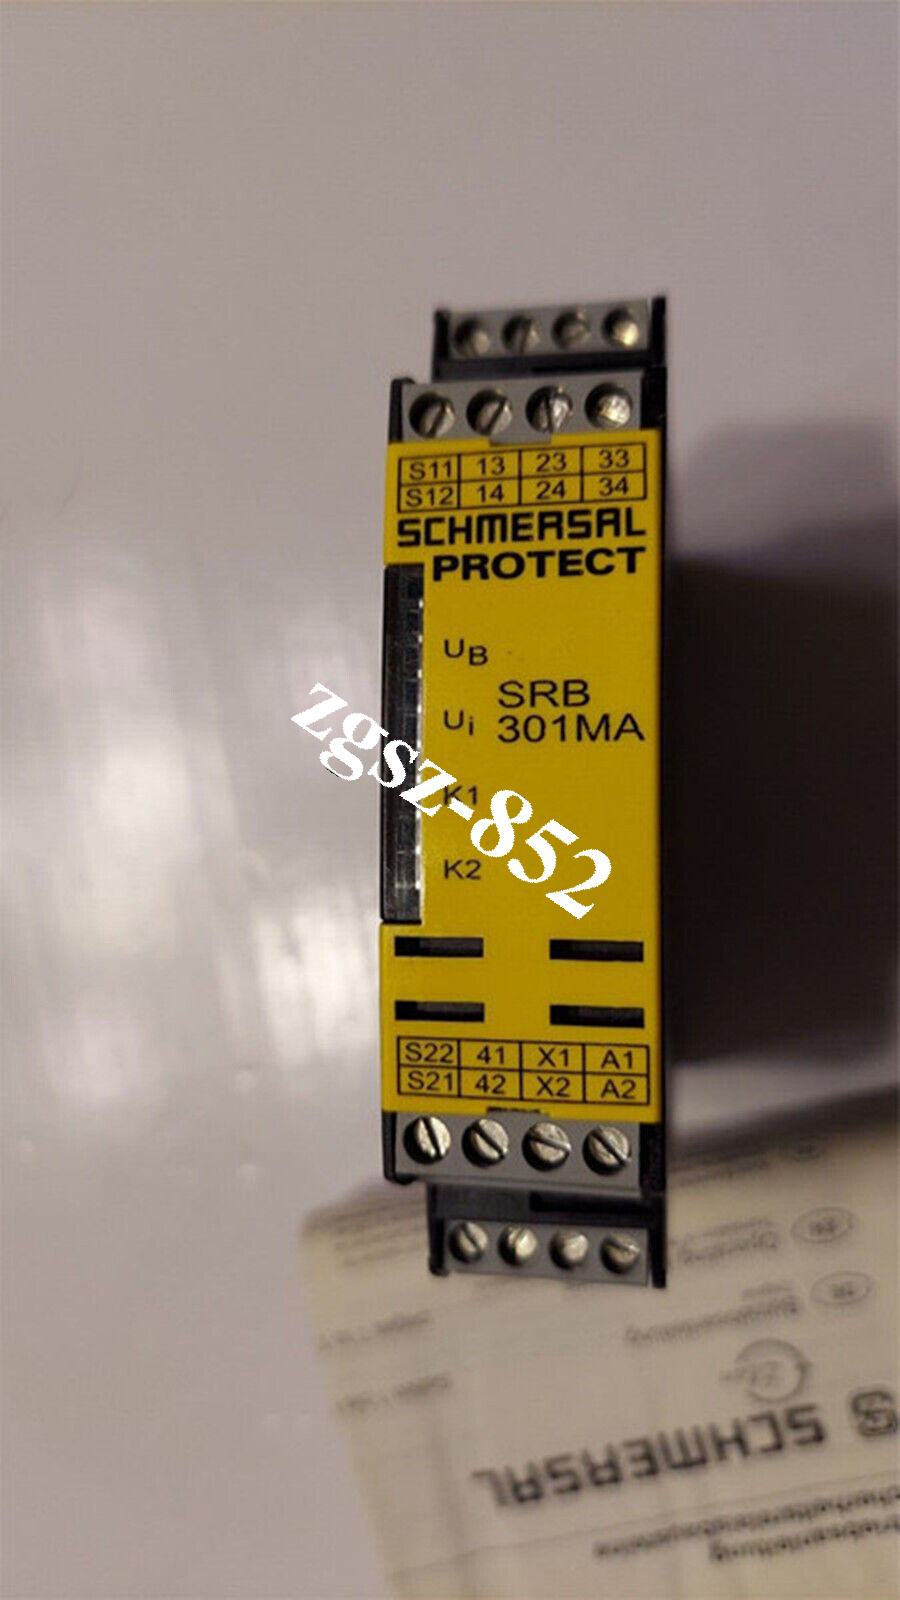 S11 13 23 33
S12 14 24 34
SCHMERSAL
PROTECT
UB
SRB
Ui 301MA
zgsz-852
K1
K2
S22 41 X1 A1
S21 42 X2 A2
SCHMERSAL